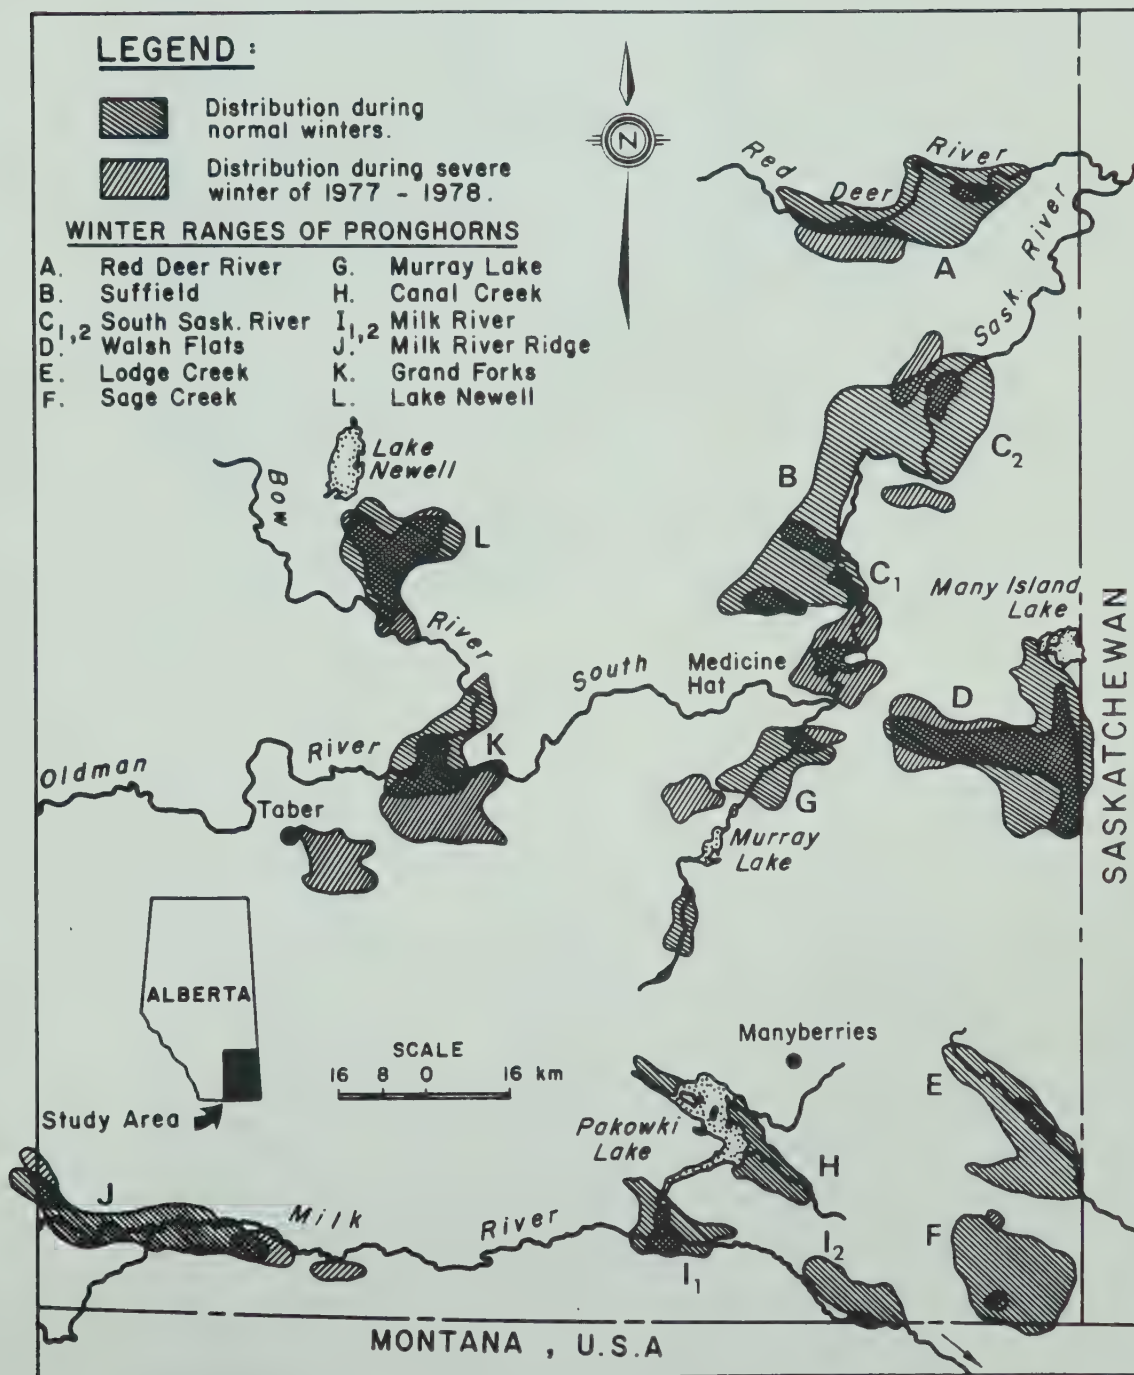 LEGEND :
Distribution during
normal winters.
Distribution during severe
winter of 1977 - 1978.
WINTER RANGES OF PRONGHORNS
A. Red Deer River
B. Suffield
C1,2 South Sask. River
D. Walsh Flats
E. Lodge Creek
F. Sage Creek
G. Murray Lake
H. Canal Creek
I1,2 Milk River
J. Milk River Ridge
K. Grand Forks
L. Lake Newell
N
Red Deer River
A
Sask. River
C2
B
C1
Lake
Newell
L
Bow River
Many Island
Lake
SASKATCHEWAN
Medicine
Hat
South
D
K
River
Oldman
Taber
G
Murray
Lake
ALBERTA
Study Area
SCALE
16 8 0 16 km
Manyberries
E
Pakowki
Lake
H
J
Milk River
I1
I2
F
MONTANA , U.S.A